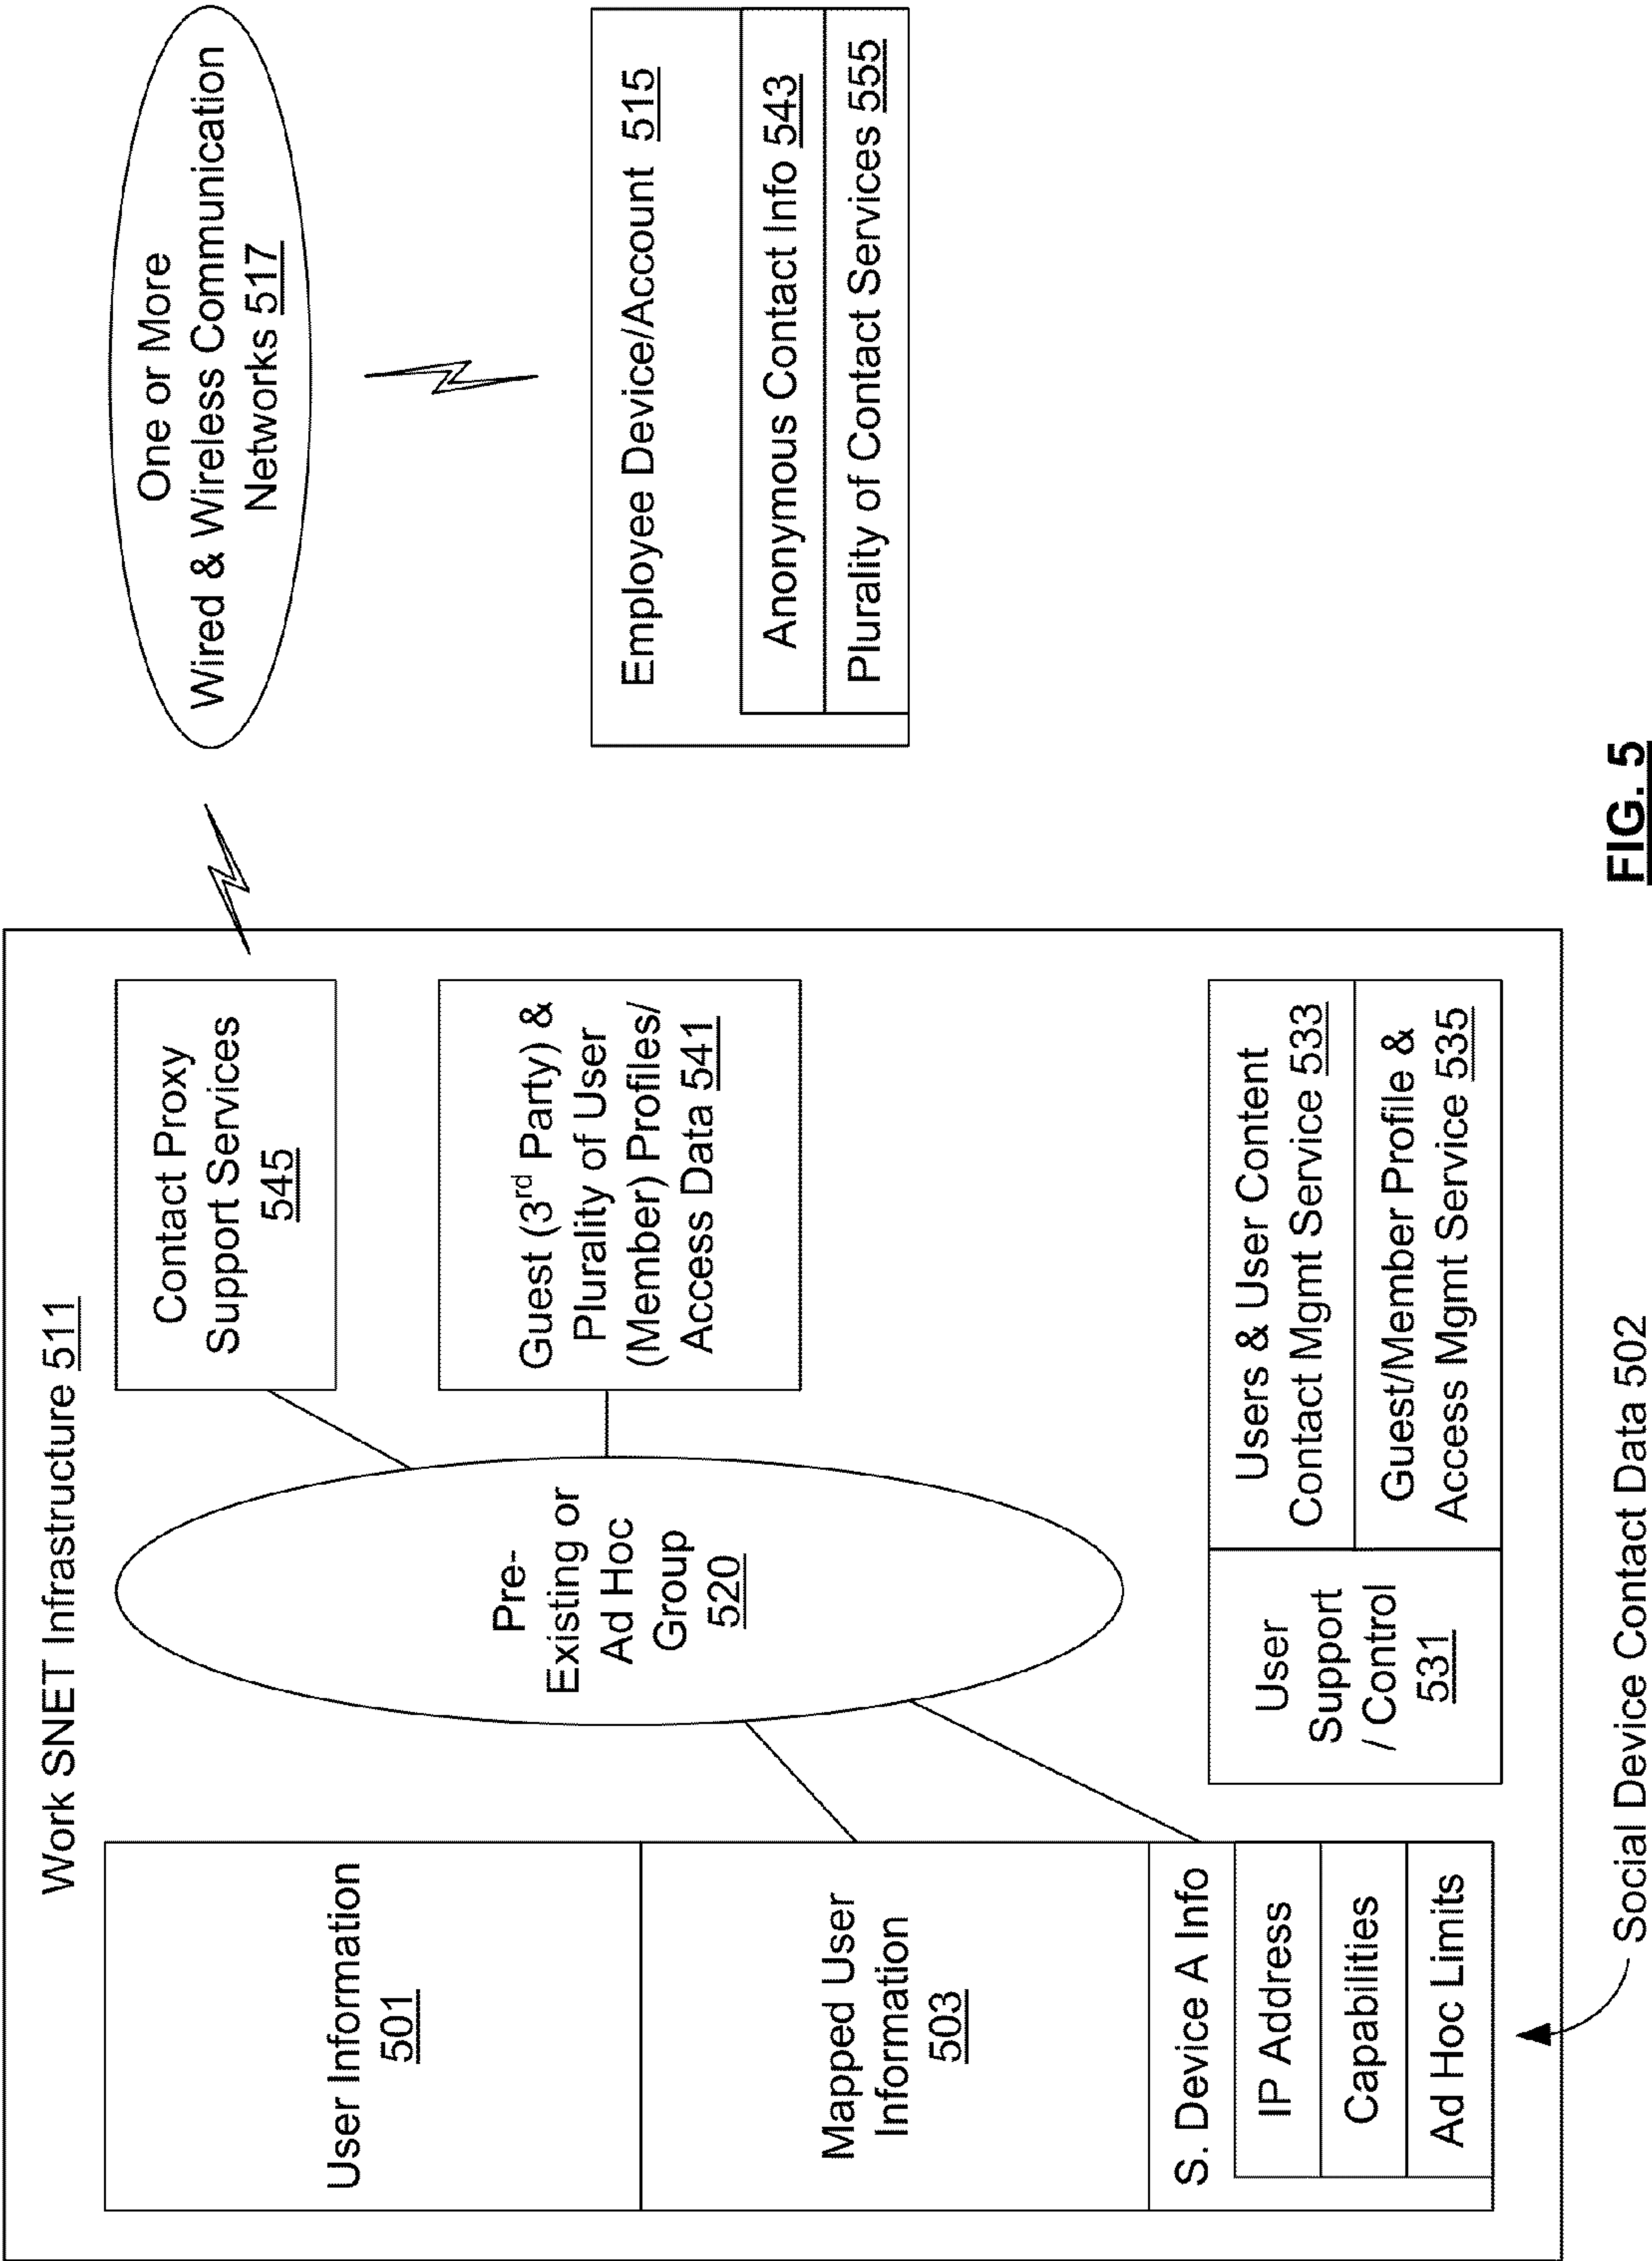 Work SNET Infrastructure 511
User Information
501
Mapped User
Information
503
S. Device A Info
IP Address
Capabilities
Ad Hoc Limits
Social Device Contact Data 502
Pre-
Existing or
Ad Hoc
Group
520
Contact Proxy
Support Services
545
Guest (3rd Party) &
Plurality of User
(Member) Profiles/
Access Data 541
User
Support
/ Control
531
Users & User Content
Contact Mgmt Service 533
Guest/Member Profile &
Access Mgmt Service 535
One or More
Wired & Wireless Communication
Networks 517
Employee Device/Account 515
Anonymous Contact Info 543
Plurality of Contact Services 555
FIG. 5